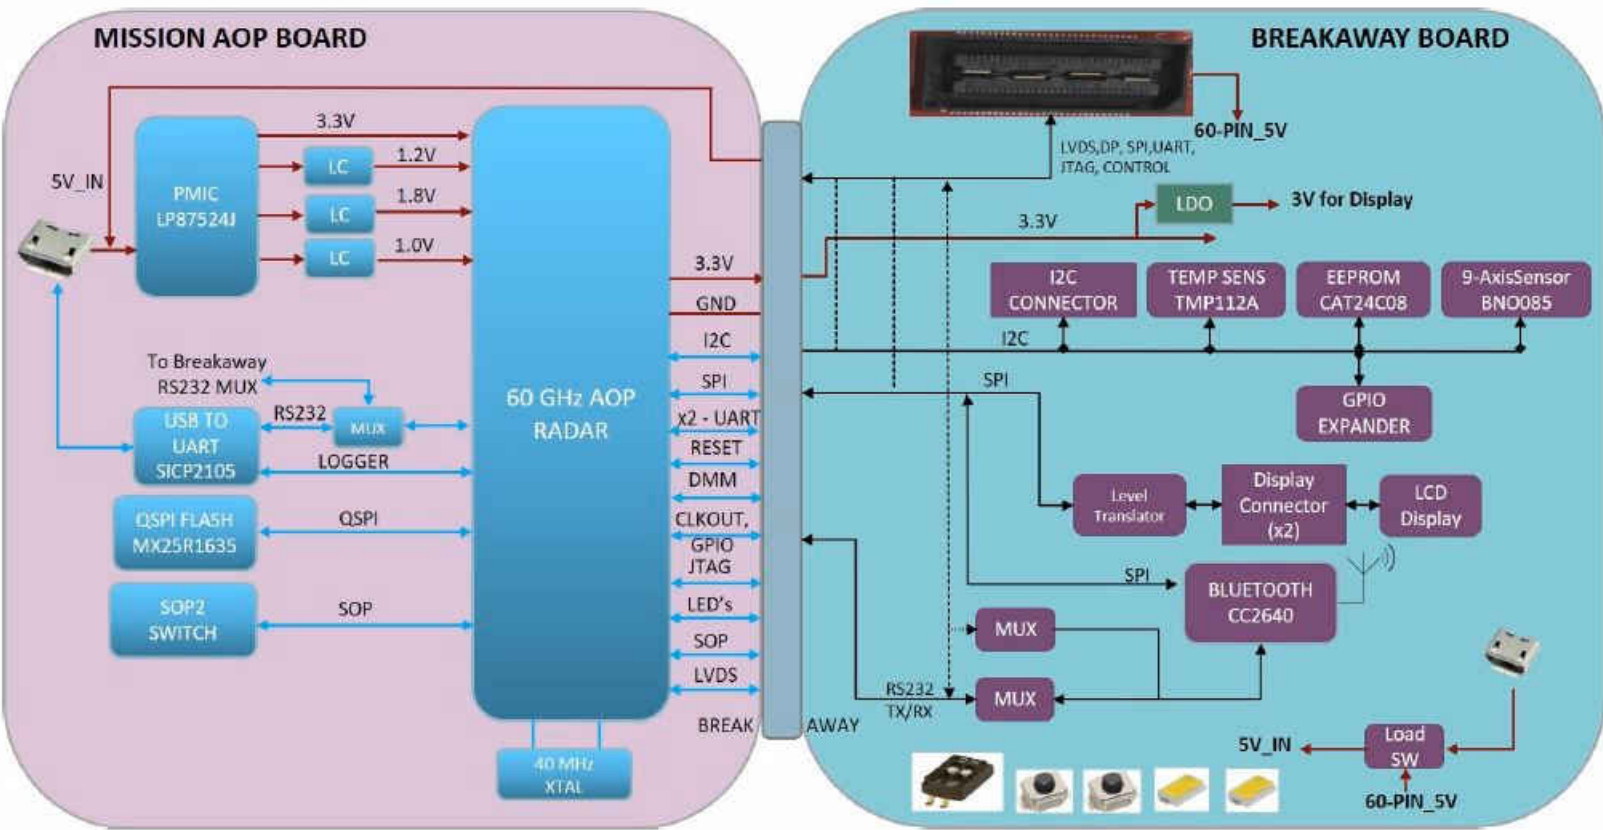 MISSION AOP BOARD
BREAKAWAY BOARD
5V_IN
PMIC
LP87524J
3.3V
LC
1.2V
LC
1.8V
LC
1.0V
To Breakaway
RS232 MUX
USB TO
UART
SICP2105
RS232
MUX
LOGGER
QSPI FLASH
MX25R1635
QSPI
SOP2
SWITCH
SOP
60 GHz AOP
RADAR
40 MHz
XTAL
3.3V
GND
I2C
SPI
x2 - UART
RESET
DMM
CLKOUT,
GPIO
JTAG
LED's
SOP
LVDS
BREAK
AWAY
60-PIN_5V
LVDS,DP, SPI,UART,
JTAG, CONTROL
LDO
3V for Display
3.3V
I2C
CONNECTOR
TEMP SENS
TMP112A
EEPROM
CAT24C08
9-AxisSensor
BNO085
I2C
GPIO
EXPANDER
SPI
Level
Translator
Display
Connector
(x2)
LCD
Display
SPI
BLUETOOTH
CC2640
MUX
RS232
TX/RX
MUX
5V_IN
Load
SW
60-PIN_5V